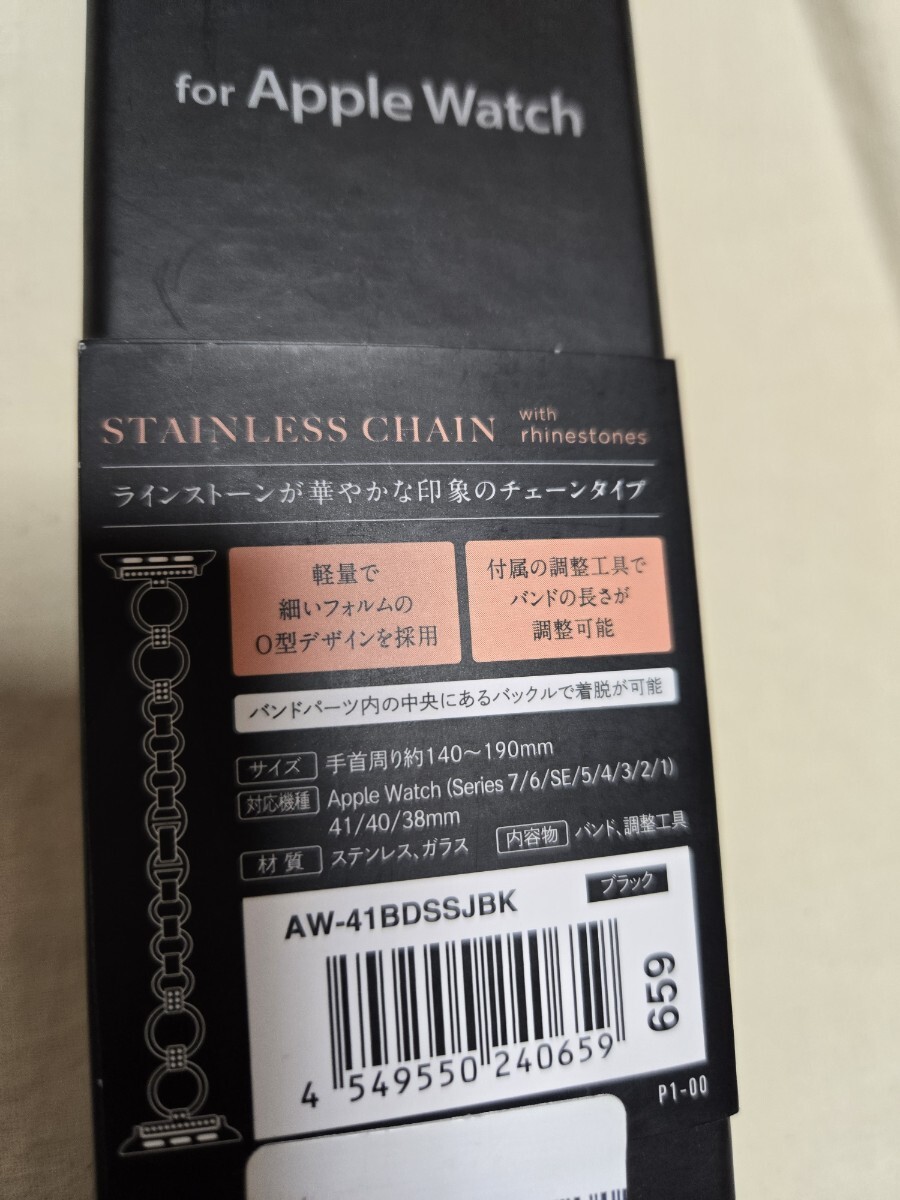 for Apple Watch
STAINLESS CHAIN with rhinestones
ラインストーンが華やかな印象のチェーンタイプ
軽量で
細いフォルムの
O型デザインを採用
付属の調整工具で
バンドの長さが
調整可能
バンドパーツ内の中央にあるバックルで着脱が可能
サイズ 手首周り約140～190mm
対応機種 Apple Watch (Series 7/6/SE/5/4/3/2/1)
41/40/38mm
材質 ステンレス、ガラス
内容物 バンド、調整工具
ブラック
AW-41BDSSJBK
659
4 549550 240659
P1-00